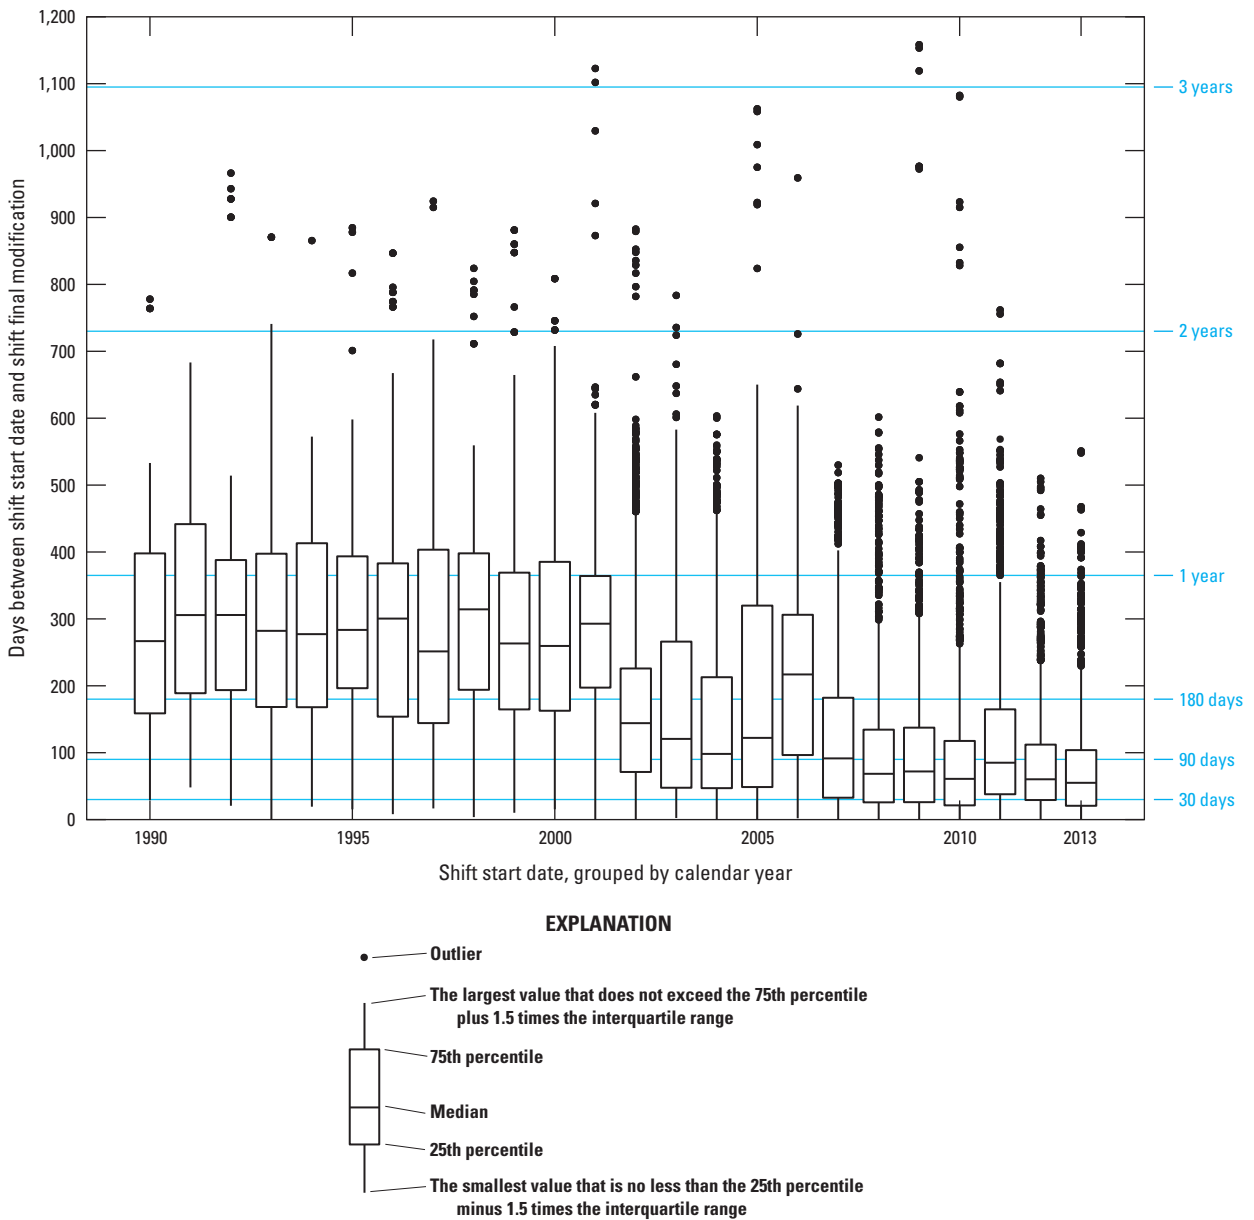 1,200
1,100
1,000
900
800
700
600
500
400
300
200
100
0
Days between shift start date and shift final modification
3 years
2 years
1 year
180 days
90 days
30 days
1990
1995
2000
2005
2010
2013
Shift start date, grouped by calendar year
EXPLANATION
Outlier
The largest value that does not exceed the 75th percentile
plus 1.5 times the interquartile range
75th percentile
Median
25th percentile
The smallest value that is no less than the 25th percentile
minus 1.5 times the interquartile range